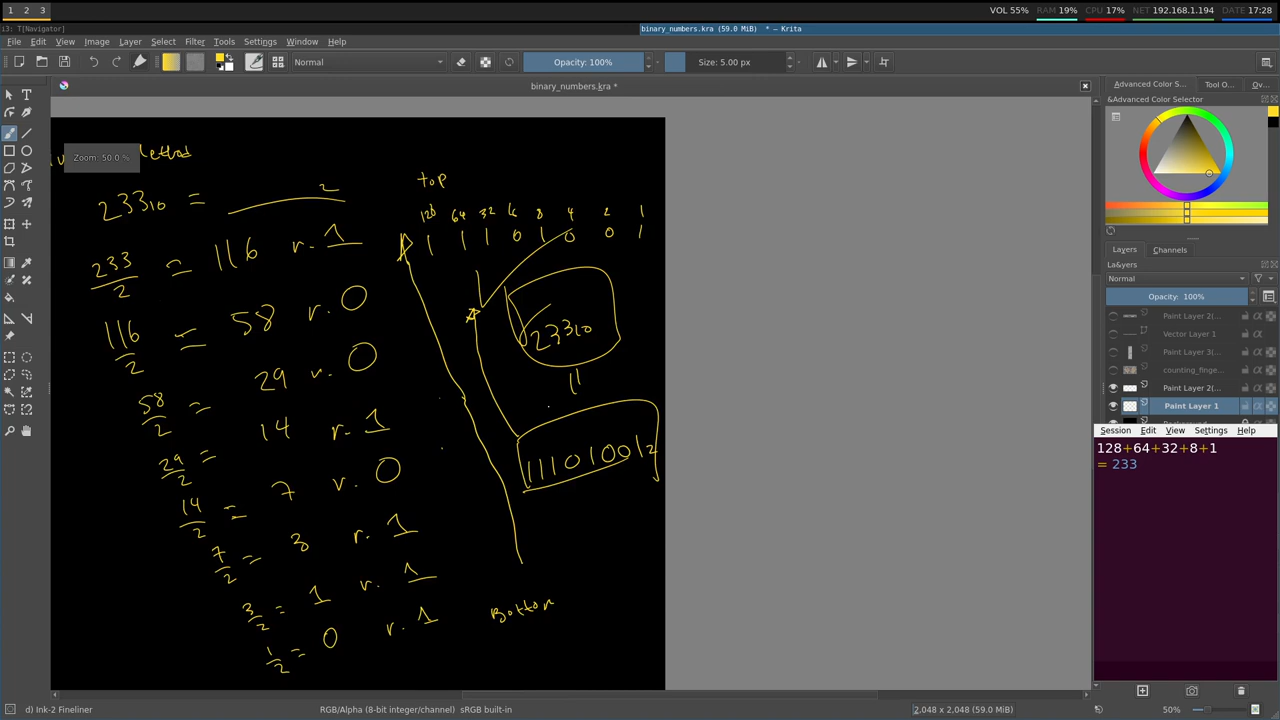 1 2 3
VOL 55% RAM 19% CPU 17% NET 192.168.1.194 DATE 17:28
i3: T[Navigator]
binary_numbers.kra (59.0 MiB) * — Krita
File Edit View Image Layer Select Filter Tools Settings Window Help
Normal Opacity: 100% Size: 5.00 px
binary_numbers.kra *
Zoom: 50.0 %
233₁₀ = 2
233/2 = 116 r. 1
116/2 = 58 r. 0
58/2 = 29 r. 0
29/2 = 14 r. 1
14/2 = 7 r. 0
7/2 = 3 r. 1
3/2 = 1 r. 1
1/2 = 0 r. 1
top
128 64 32 16 8 4 2 1
1 1 1 0 1 0 0 1
233₁₀
11101001₂
Bottom
Advanced Color S... Tool O... Ov...
&Advanced Color Selector
Layers Channels
La&yers
Normal
Opacity: 100%
Paint Layer 2(...
Vector Layer 1
Paint Layer 3(...
counting_finge...
Paint Layer 2(...
Paint Layer 1
Session Edit View Settings Help
128+64+32+8+1
= 233
d) Ink-2 Fineliner RGB/Alpha (8-bit integer/channel) sRGB built-in 2,048 x 2,048 (59.0 MiB) 50%